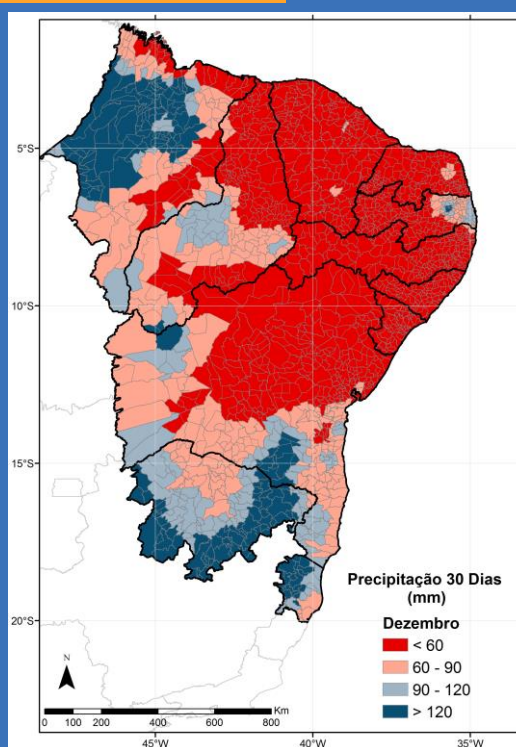 5°S
10°S
15°S
20°S
Precipitação 30 Dias
(mm)
Dezembro
< 60
60 - 90
90 - 120
> 120
N
0 100 200 400 600 800 Km
45°W 40°W 35°W